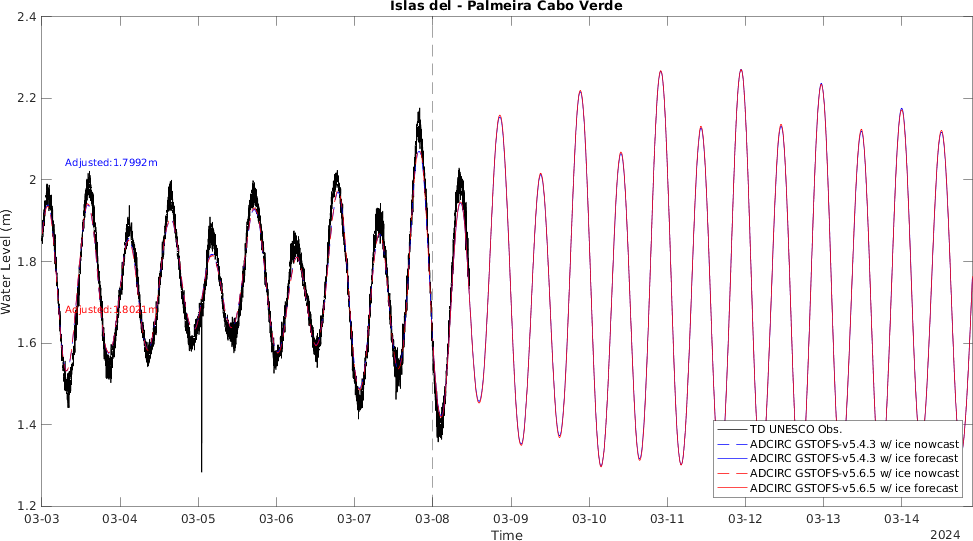 Islas del - Palmeira Cabo Verde
2.4
2.2
2
1.8
1.6
1.4
1.2
Water Level (m)
Adjusted:1.7992m
Adjusted:1.8021m
TD UNESCO Obs.
ADCIRC GSTOFS-v5.4.3 w/ ice nowcast
ADCIRC GSTOFS-v5.4.3 w/ ice forecast
ADCIRC GSTOFS-v5.6.5 w/ ice nowcast
ADCIRC GSTOFS-v5.6.5 w/ ice forecast
03-03 03-04 03-05 03-06 03-07 03-08 03-09 03-10 03-11 03-12 03-13 03-14
Time
2024